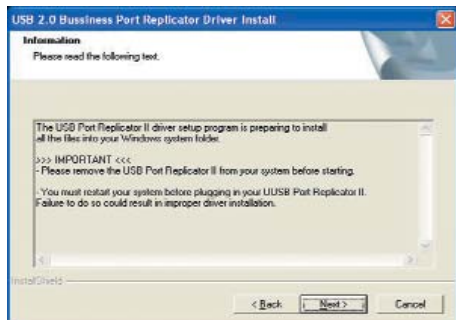 USB 2.0 Bussiness Port Replicator Driver Install
Information
Please read the following text.
The USB Port Replicator II driver setup program is preparing to install
all the files into your Windows system folder.
>>> IMPORTANT <<<
- Please remove the USB Port Replicator II from your system before starting.
- You must restart your system before plugging in your UUSB Port Replicator II.
Failure to do so could result in improper driver installation.
InstallShield
< Back
Next >
Cancel